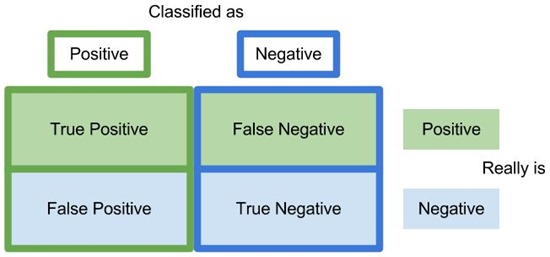 Classified as
Positive
Negative
True Positive
False Negative
Positive
Really is
False Positive
True Negative
Negative